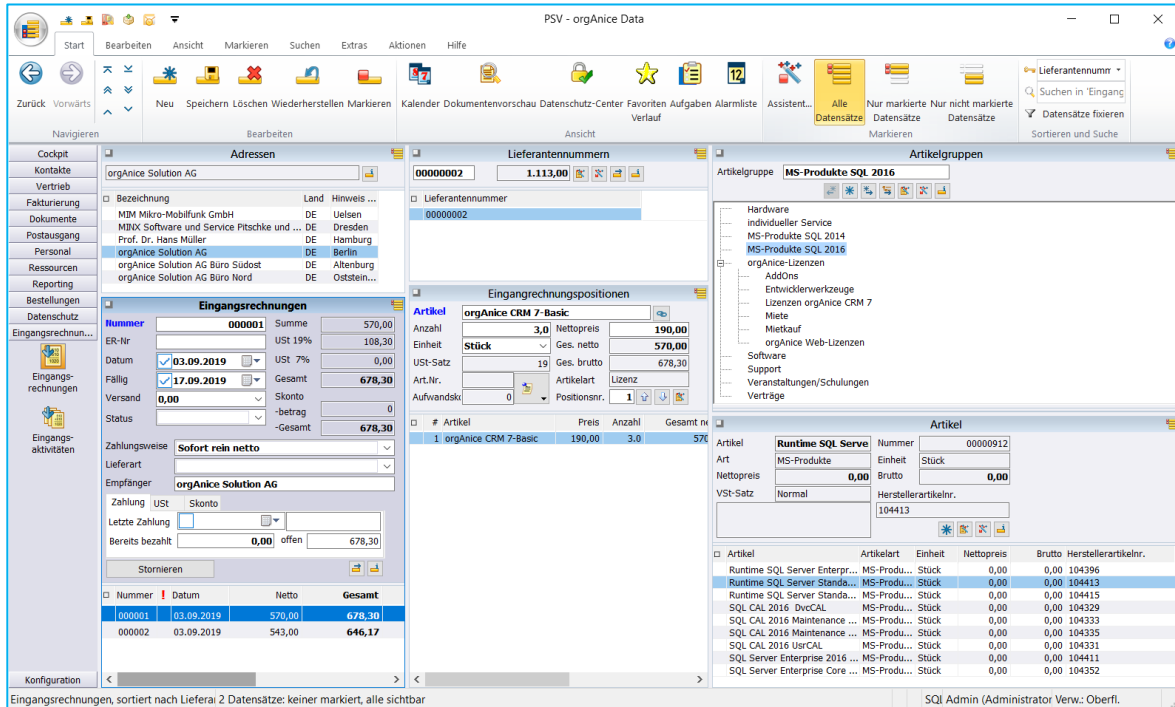 PSV - orgAnice Data
Start Bearbeiten Ansicht Markieren Suchen Extras Aktionen Hilfe
Zurück Vorwärts
Navigieren
Neu Speichern Löschen Wiederherstellen Markieren
Bearbeiten
Kalender Dokumentenvorschau Datenschutz-Center Favoriten Verlauf Aufgaben Alarmliste
Ansicht
Assistent... Alle Datensätze Nur markierte Datensätze Nur nicht markierte Datensätze
Markieren
Lieferantennumr
Suchen in 'Eingang
Datensätze fixieren
Sortieren und Suche
Cockpit
Kontakte
Vertrieb
Fakturierung
Dokumente
Postausgang
Personal
Ressourcen
Reporting
Bestellungen
Datenschutz
Eingangsrechnun...
Eingangs-
rechnungen
Eingangs-
aktivitäten
Konfiguration
Adressen
orgAnice Solution AG
Bezeichnung Land Hinweis ...
MIM Mikro-Mobilfunk GmbH DE Uelsen
MINX Software und Service Pitschke und ... DE Dresden
Prof. Dr. Hans Müller DE Hamburg
orgAnice Solution AG DE Berlin
orgAnice Solution AG Büro Südost DE Altenburg
orgAnice Solution AG Büro Nord DE Oststein...
Eingangsrechnungen
Nummer 000001 Summe 570,00
ER-Nr USt 19% 108,30
Datum 03.09.2019 USt 7% 0,00
Fällig 17.09.2019 Gesamt 678,30
Versand 0,00 Skonto
-betrag 0
Status -Gesamt 678,30
Zahlungsweise Sofort rein netto
Lieferart
Empfänger orgAnice Solution AG
Zahlung USt Skonto
Letzte Zahlung
Bereits bezahlt 0,00 offen 678,30
Stornieren
Nummer ! Datum Netto Gesamt
000001 03.09.2019 570,00 678,30
000002 03.09.2019 543,00 646,17
Lieferantennummern
00000002 1.113,00
Lieferantennummer
00000002
Eingangrechnungspositionen
Artikel orgAnice CRM 7-Basic
Anzahl 3,0 Nettopreis 190,00
Einheit Stück Ges. netto 570,00
USt-Satz 19 Ges. brutto 678,30
Art.Nr. Artikelart Lizenz
Aufwandsk 0 Positionsnr. 1
# Artikel Preis Anzahl Gesamt ne
1 orgAnice CRM 7-Basic 190,00 3.0 570
Artikelgruppen
Artikelgruppe MS-Produkte SQL 2016
Hardware
individueller Service
MS-Produkte SQL 2014
MS-Produkte SQL 2016
orgAnice-Lizenzen
AddOns
Entwicklerwerkzeuge
Lizenzen orgAnice CRM 7
Miete
Mietkauf
orgAnice Web-Lizenzen
Software
Support
Veranstaltungen/Schulungen
Verträge
Artikel
Artikel Runtime SQL Serve Nummer 00000912
Art MS-Produkte Einheit Stück
Nettopreis 0,00 Brutto 0,00
VSt-Satz Normal Herstellerartikelnr.
104413
Artikel Artikelart Einheit Nettopreis Brutto Herstellerartikelnr.
Runtime SQL Server Enterpr... MS-Produ... Stück 0,00 0,00 104396
Runtime SQL Server Standa... MS-Produ... Stück 0,00 0,00 104413
Runtime SQL Server Standa... MS-Produ... Stück 0,00 0,00 104415
SQL CAL 2016 DvcCAL MS-Produ... Stück 0,00 0,00 104329
SQL CAL 2016 Maintenance ... MS-Produ... Stück 0,00 0,00 104333
SQL CAL 2016 Maintenance ... MS-Produ... Stück 0,00 0,00 104335
SQL CAL 2016 UsrCAL MS-Produ... Stück 0,00 0,00 104331
SQL Server Enterprise 2016 ... MS-Produ... Stück 0,00 0,00 104411
SQL Server Enterprise Core ... MS-Produ... Stück 0,00 0,00 104352
Eingangsrechnungen, sortiert nach Lieferai 2 Datensätze: keiner markiert, alle sichtbar SQL Admin (Administrator Verw.: Oberfl.